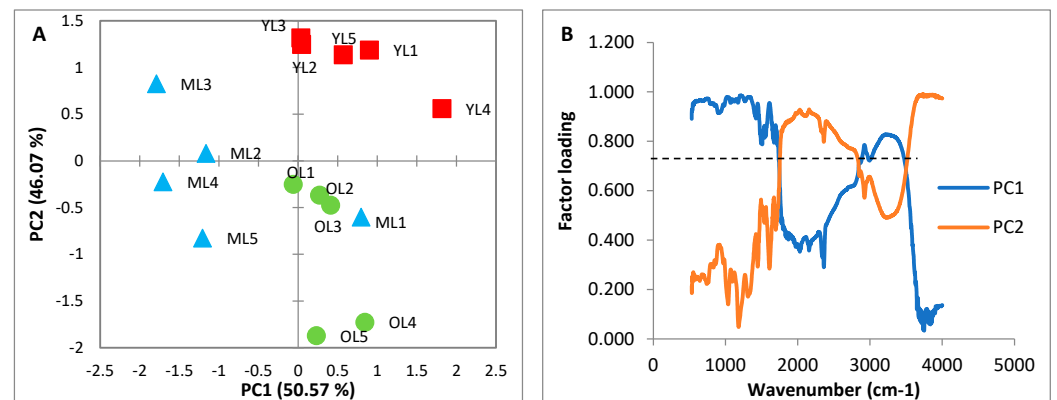 A
PC2 (46.07 %)
1.5
1
0.5
0
-0.5
-1
-1.5
-2
YL3
YL5
YL1
YL2
YL4
ML3
ML2
ML4
ML5
OL1
OL2
OL3
ML1
OL4
OL5
-2.5 -2 -1.5 -1 -0.5 0 0.5 1 1.5 2 2.5
PC1 (50.57 %)
B
Factor loading
1.200
1.000
0.800
0.600
0.400
0.200
0.000
PC1
PC2
0 1000 2000 3000 4000 5000
Wavenumber (cm-1)